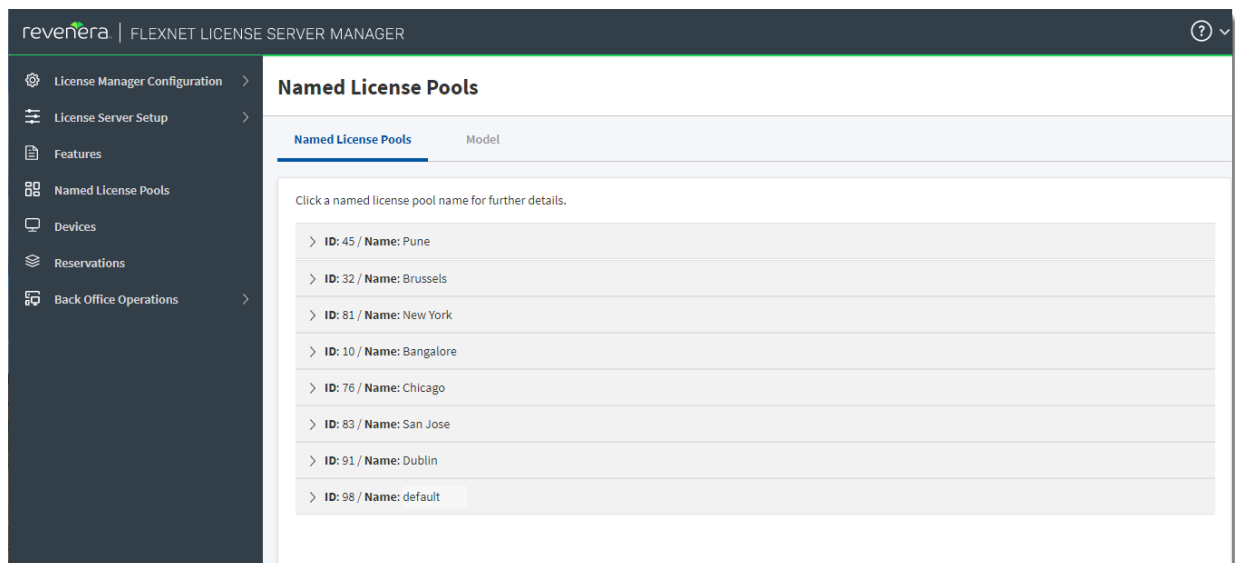 revenera. | FLEXNET LICENSE SERVER MANAGER
?
License Manager Configuration
License Server Setup
Features
Named License Pools
Devices
Reservations
Back Office Operations
Named License Pools
Named License Pools Model
Click a named license pool name for further details.
ID: 45 / Name: Pune
ID: 32 / Name: Brussels
ID: 81 / Name: New York
ID: 10 / Name: Bangalore
ID: 76 / Name: Chicago
ID: 83 / Name: San Jose
ID: 91 / Name: Dublin
ID: 98 / Name: default